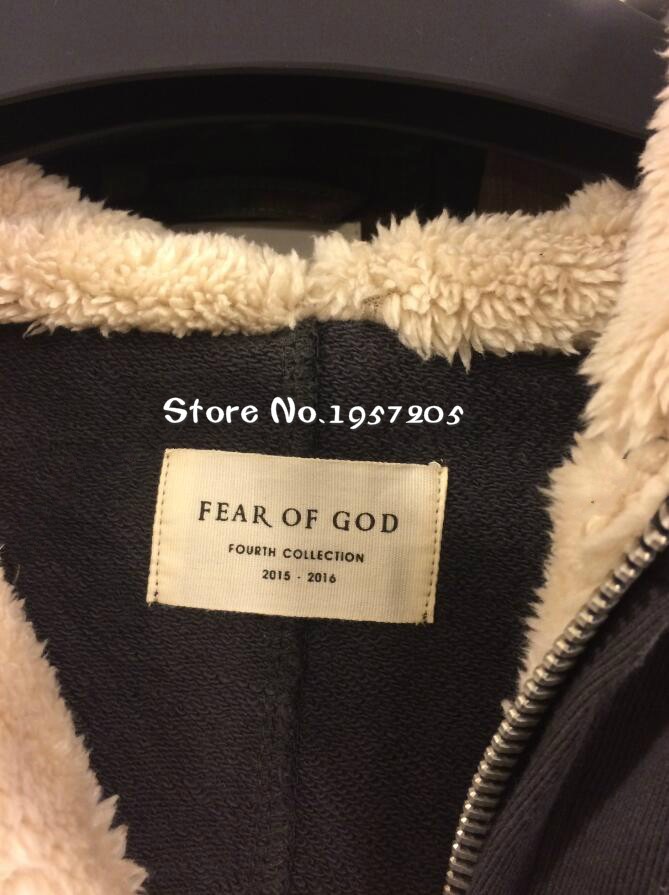 Store No.1957205
FEAR OF GOD
FOURTH COLLECTION
2015 - 2016